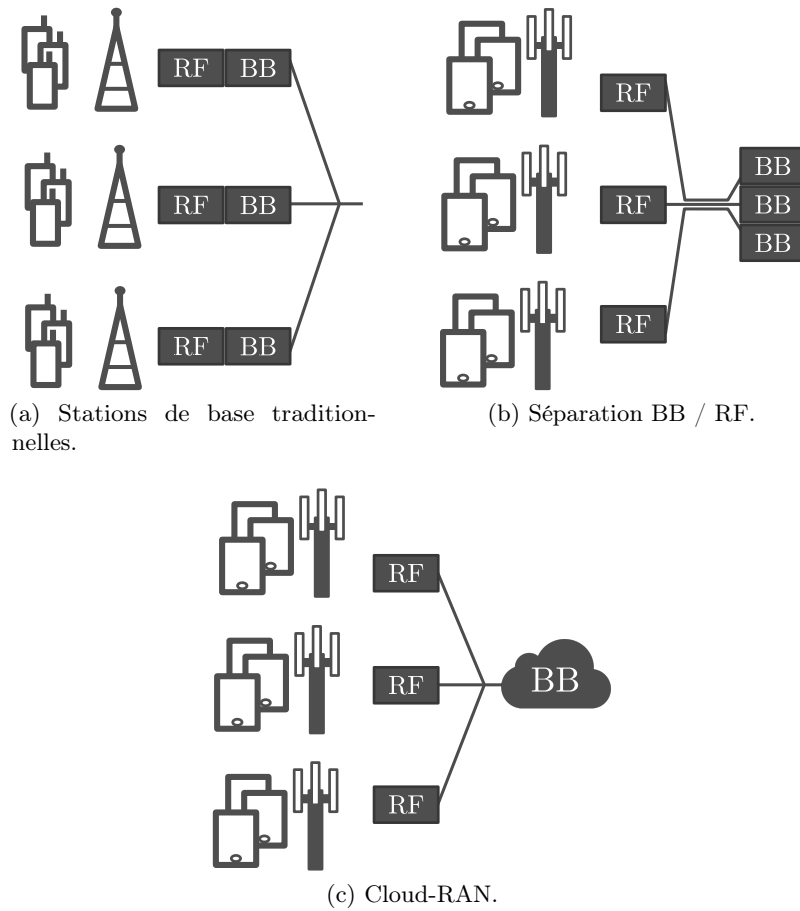 RF BB
RF BB
RF BB
(a) Stations de base tradition-
nelles.
RF
BB
RF
BB
BB
RF
(b) Séparation BB / RF.
RF
RF
BB
RF
(c) Cloud-RAN.